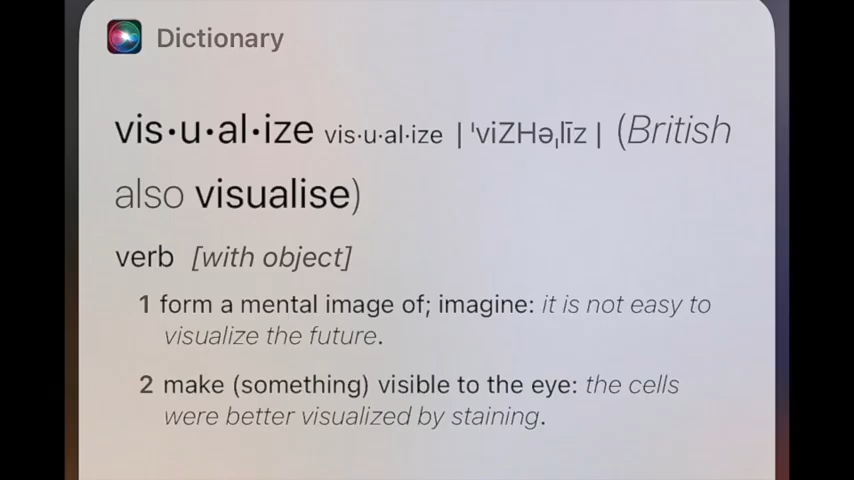 Dictionary
vis•u•al•ize vis·u·al·ize | ˈviZHəˌlīz | (British
also visualise)
verb [with object]
1 form a mental image of; imagine: it is not easy to
visualize the future.
2 make (something) visible to the eye: the cells
were better visualized by staining.